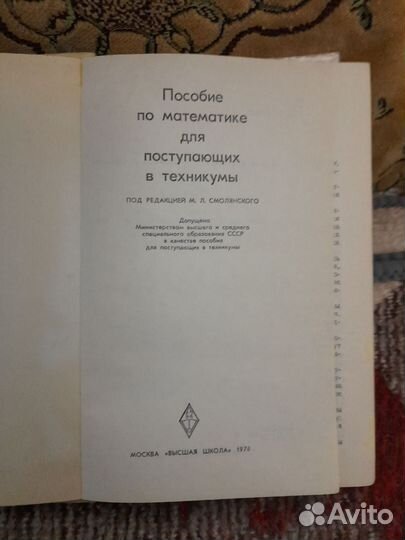 Пособие
по математике
для
поступающих
в техникумы
ПОД РЕДАКЦИЕЙ М. Л. СМОЛЯНСКОГО
Допущено
Министерством высшего и среднего
специального образования СССР
в качестве пособия
для поступающих в техникумы
МОСКВА «ВЫСШАЯ ШКОЛА»
Avito